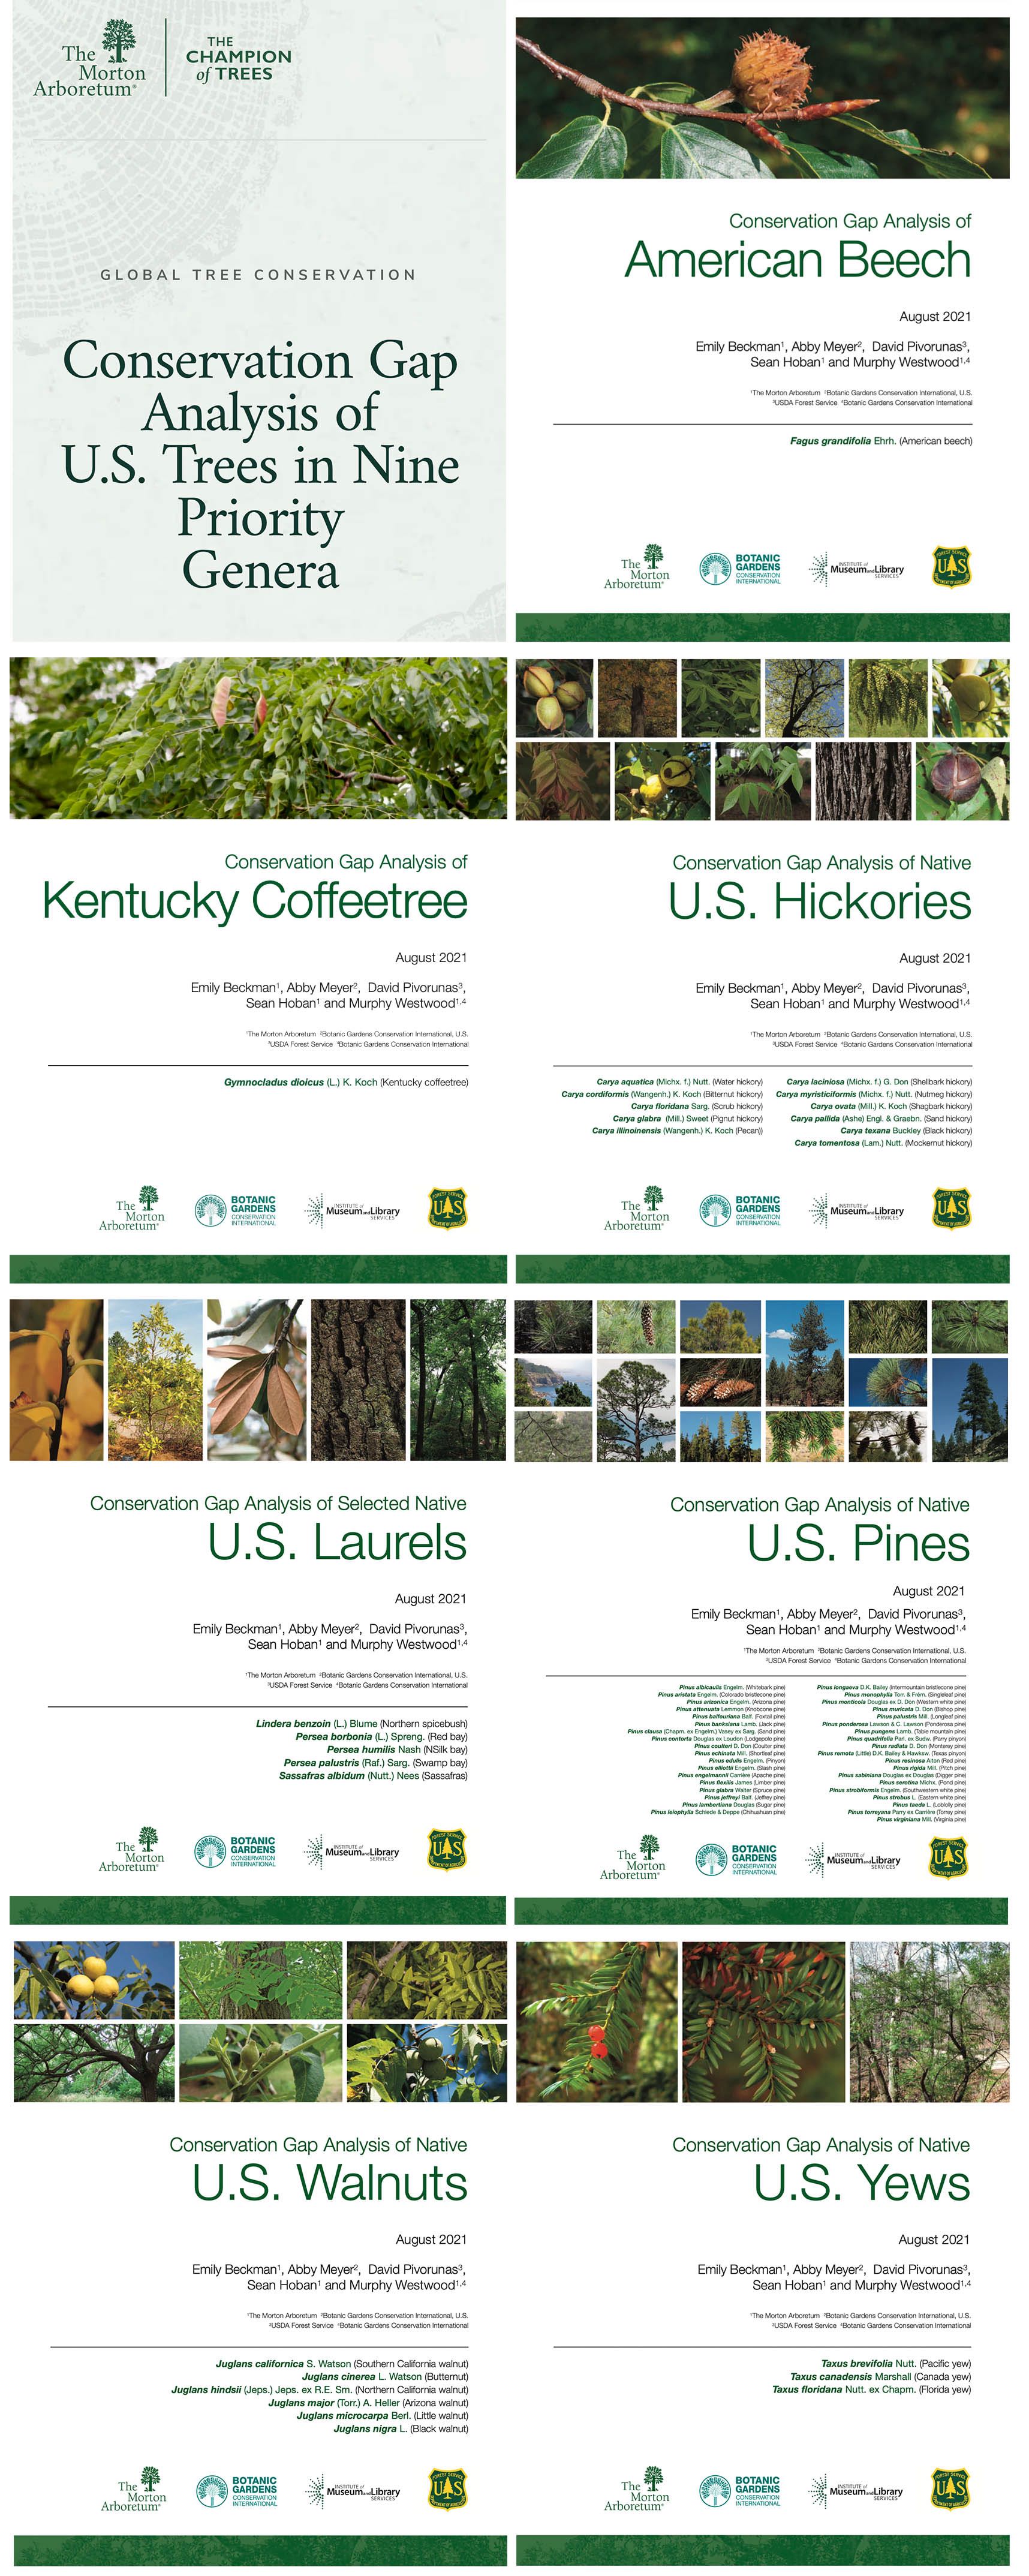 The
Morton
Arboretum®
THE
CHAMPION
of TREES
GLOBAL TREE CONSERVATION
Conservation Gap
Analysis of
U.S. Trees in Nine
Priority
Genera
Conservation Gap Analysis of
American Beech
August 2021
Emily Beckman¹, Abby Meyer², David Pivorunas³,
Sean Hoban¹ and Murphy Westwood¹,⁴
¹The Morton Arboretum ²Botanic Gardens Conservation International, U.S.
³USDA Forest Service ⁴Botanic Gardens Conservation International
Fagus grandifolia Ehrh. (American beech)
The
Morton
Arboretum®
BOTANIC
GARDENS
CONSERVATION
INTERNATIONAL
INSTITUTE of
Museum and Library
SERVICES
FOREST SERVICE
US
DEPARTMENT OF AGRICULTURE
Conservation Gap Analysis of
Kentucky Coffeetree
August 2021
Emily Beckman¹, Abby Meyer², David Pivorunas³,
Sean Hoban¹ and Murphy Westwood¹,⁴
¹The Morton Arboretum ²Botanic Gardens Conservation International, U.S.
³USDA Forest Service ⁴Botanic Gardens Conservation International
Gymnocladus dioicus (L.) K. Koch (Kentucky coffeetree)
The
Morton
Arboretum®
BOTANIC
GARDENS
CONSERVATION
INTERNATIONAL
INSTITUTE of
Museum and Library
SERVICES
FOREST SERVICE
US
DEPARTMENT OF AGRICULTURE
Conservation Gap Analysis of Native
U.S. Hickories
August 2021
Emily Beckman¹, Abby Meyer², David Pivorunas³,
Sean Hoban¹ and Murphy Westwood¹,⁴
¹The Morton Arboretum ²Botanic Gardens Conservation International, U.S.
³USDA Forest Service ⁴Botanic Gardens Conservation International
Carya aquatica (Michx. f.) Nutt. (Water hickory)
Carya cordiformis (Wangenh.) K. Koch (Bitternut hickory)
Carya floridana Sarg. (Scrub hickory)
Carya glabra (Mill.) Sweet (Pignut hickory)
Carya illinoinensis (Wangenh.) K. Koch (Pecan))
Carya laciniosa (Michx. f.) G. Don (Shellbark hickory)
Carya myristiciformis (Michx. f.) Nutt. (Nutmeg hickory)
Carya ovata (Mill.) K. Koch (Shagbark hickory)
Carya pallida (Ashe) Engl. & Graebn. (Sand hickory)
Carya texana Buckley (Black hickory)
Carya tomentosa (Lam.) Nutt. (Mockernut hickory)
The
Morton
Arboretum®
BOTANIC
GARDENS
CONSERVATION
INTERNATIONAL
INSTITUTE of
Museum and Library
SERVICES
FOREST SERVICE
US
DEPARTMENT OF AGRICULTURE
Conservation Gap Analysis of Selected Native
U.S. Laurels
August 2021
Emily Beckman¹, Abby Meyer², David Pivorunas³,
Sean Hoban¹ and Murphy Westwood¹,⁴
¹The Morton Arboretum ²Botanic Gardens Conservation International, U.S.
³USDA Forest Service ⁴Botanic Gardens Conservation International
Lindera benzoin (L.) Blume (Northern spicebush)
Persea borbonia (L.) Spreng. (Red bay)
Persea humilis Nash (NSilk bay)
Persea palustris (Raf.) Sarg. (Swamp bay)
Sassafras albidum (Nutt.) Nees (Sassafras)
The
Morton
Arboretum®
BOTANIC
GARDENS
CONSERVATION
INTERNATIONAL
INSTITUTE of
Museum and Library
SERVICES
FOREST SERVICE
US
DEPARTMENT OF AGRICULTURE
Conservation Gap Analysis of Native
U.S. Pines
August 2021
Emily Beckman¹, Abby Meyer², David Pivorunas³,
Sean Hoban¹ and Murphy Westwood¹,⁴
¹The Morton Arboretum ²Botanic Gardens Conservation International, U.S.
³USDA Forest Service ⁴Botanic Gardens Conservation International
Pinus albicaulis Engelm. (Whitebark pine)
Pinus aristata Engelm. (Colorado bristlecone pine)
Pinus arizonica Engelm. (Arizona pine)
Pinus attenuata Lemmon (Knobcone pine)
Pinus balfouriana Balf. (Foxtail pine)
Pinus banksiana Lamb. (Jack pine)
Pinus clausa (Chapm. ex Engelm.) Vasey ex Sarg. (Sand pine)
Pinus contorta Douglas ex Loudon (Lodgepole pine)
Pinus coulteri D. Don (Coulter pine)
Pinus echinata Mill. (Shortleaf pine)
Pinus edulis Engelm. (Pinyon)
Pinus elliottii Engelm. (Slash pine)
Pinus engelmannii Carrière (Apache pine)
Pinus flexilis James (Limber pine)
Pinus glabra Walter (Spruce pine)
Pinus jeffreyi Balf. (Jeffrey pine)
Pinus lambertiana Douglas (Sugar pine)
Pinus leiophylla Schiede & Deppe (Chihuahuan pine)
Pinus longaeva D.K. Bailey (Intermountain bristlecone pine)
Pinus monophylla Torr. & Frém. (Singleleaf pine)
Pinus monticola Douglas ex D. Don (Western white pine)
Pinus muricata D. Don (Bishop pine)
Pinus palustris Mill. (Longleaf pine)
Pinus ponderosa Lawson & C. Lawson (Ponderosa pine)
Pinus pungens Lamb. (Table mountain pine)
Pinus quadrifolia Parl. ex Sudw. (Parry pinyon)
Pinus radiata D. Don (Monterey pine)
Pinus remota (Little) D.K. Bailey & Hawksw. (Texas pinyon)
Pinus resinosa Aiton (Red pine)
Pinus rigida Mill. (Pitch pine)
Pinus sabiniana Douglas ex Douglas (Digger pine)
Pinus serotina Michx. (Pond pine)
Pinus strobiformis Engelm. (Southwestern white pine)
Pinus strobus L. (Eastern white pine)
Pinus taeda L. (Loblolly pine)
Pinus torreyana Parry ex Carrière (Torrey pine)
Pinus virginiana Mill. (Virginia pine)
The
Morton
Arboretum®
BOTANIC
GARDENS
CONSERVATION
INTERNATIONAL
INSTITUTE of
Museum and Library
SERVICES
FOREST SERVICE
US
DEPARTMENT OF AGRICULTURE
Conservation Gap Analysis of Native
U.S. Walnuts
August 2021
Emily Beckman¹, Abby Meyer², David Pivorunas³,
Sean Hoban¹ and Murphy Westwood¹,⁴
¹The Morton Arboretum ²Botanic Gardens Conservation International, U.S.
³USDA Forest Service ⁴Botanic Gardens Conservation International
Juglans californica S. Watson (Southern California walnut)
Juglans cinerea L. Watson (Butternut)
Juglans hindsii (Jeps.) Jeps. ex R.E. Sm. (Northern California walnut)
Juglans major (Torr.) A. Heller (Arizona walnut)
Juglans microcarpa Berl. (Little walnut)
Juglans nigra L. (Black walnut)
The
Morton
Arboretum®
BOTANIC
GARDENS
CONSERVATION
INTERNATIONAL
INSTITUTE of
Museum and Library
SERVICES
FOREST SERVICE
US
DEPARTMENT OF AGRICULTURE
Conservation Gap Analysis of Native
U.S. Yews
August 2021
Emily Beckman¹, Abby Meyer², David Pivorunas³,
Sean Hoban¹ and Murphy Westwood¹,⁴
¹The Morton Arboretum ²Botanic Gardens Conservation International, U.S.
³USDA Forest Service ⁴Botanic Gardens Conservation International
Taxus brevifolia Nutt. (Pacific yew)
Taxus canadensis Marshall (Canada yew)
Taxus floridana Nutt. ex Chapm. (Florida yew)
The
Morton
Arboretum®
BOTANIC
GARDENS
CONSERVATION
INTERNATIONAL
INSTITUTE of
Museum and Library
SERVICES
FOREST SERVICE
US
DEPARTMENT OF AGRICULTURE